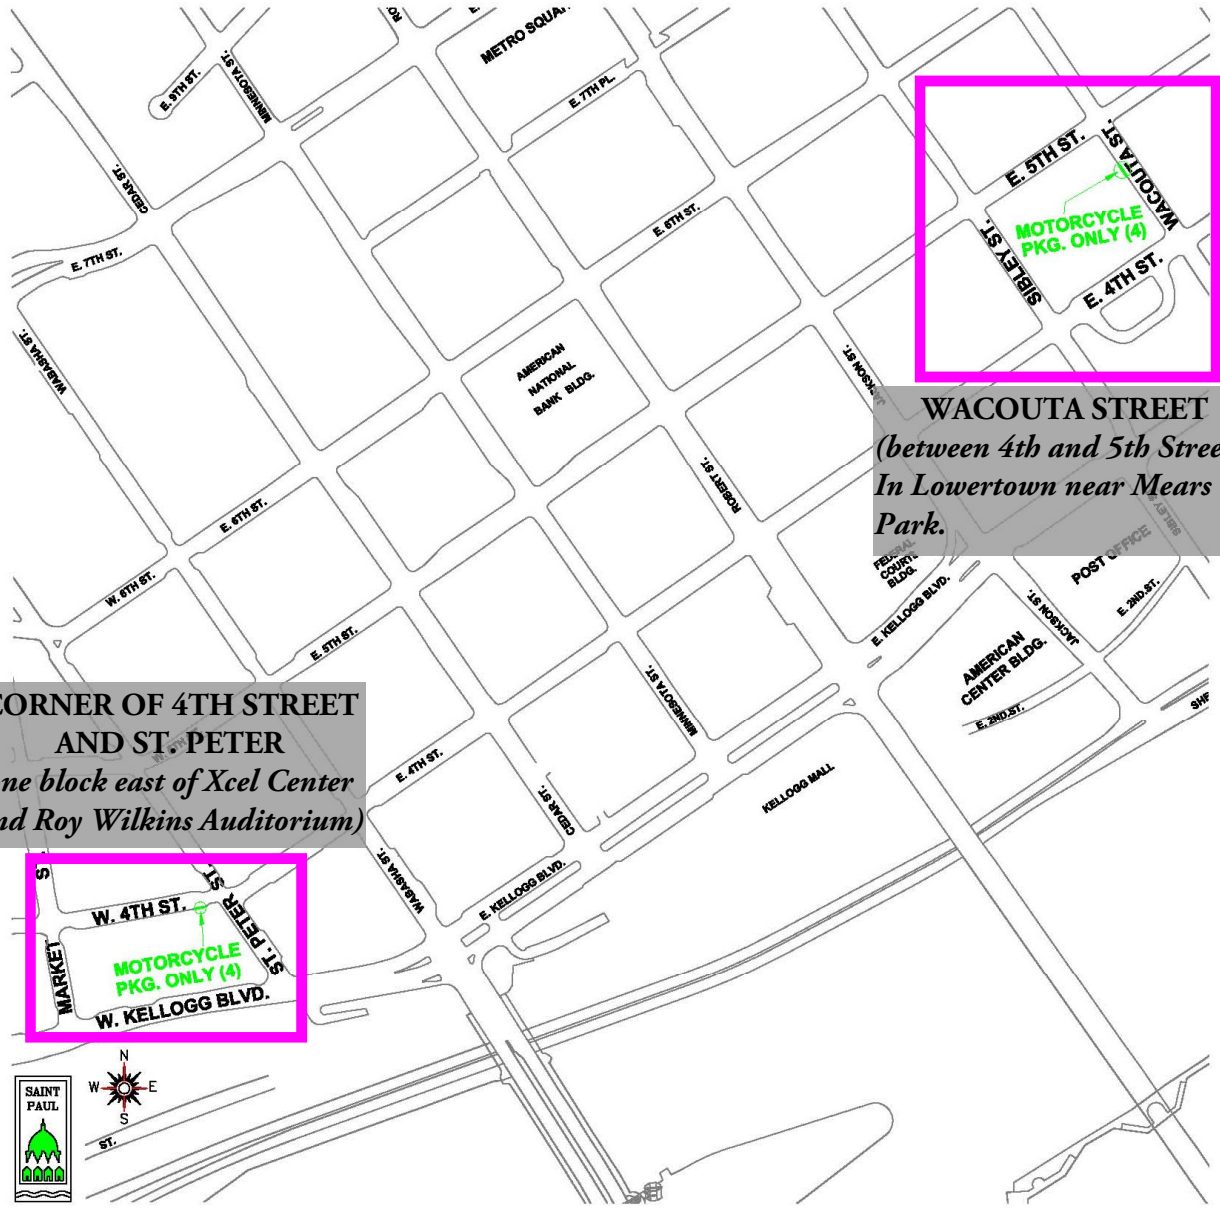 METRO SQUAR
E. 9TH ST.
MINNESOTA ST.
E. 7TH PL.
CEDAR ST.
E. 7TH ST.
E. 6TH ST.
E. 5TH ST.
WACOUTA ST.
MOTORCYCLE
PKG. ONLY (4)
SIBLEY ST.
E. 4TH ST.
WABASHA ST.
AMERICAN
NATIONAL
BANK BLDG.
JACKSON ST.
WACOUTA STREET
(between 4th and 5th Stree
In Lowertown near Mears
Park.
ROBERT ST.
E. 6TH ST.
W. 6TH ST.
E. 5TH ST.
FEDERAL
COURTS
BLDG.
E. KELLOGG BLVD.
POST OFFICE
SIBLEY S
E. 2ND.ST.
JACKSON ST.
AMERICAN
CENTER BLDG.
E. 2ND.ST.
SHE
MINNESOTA ST.
KELLOGG MALL
CORNER OF 4TH STREET
AND ST. PETER
ne block east of Xcel Center
nd Roy Wilkins Auditorium)
E. 4TH ST.
CEDAR ST.
WABASHA ST.
E. KELLOGG BLVD.
ST.
W. 4TH ST.
ST. PETER ST.
MOTORCYCLE
PKG. ONLY (4)
MARKET
W. KELLOGG BLVD.
N
W E
S
SAINT
PAUL
ST.